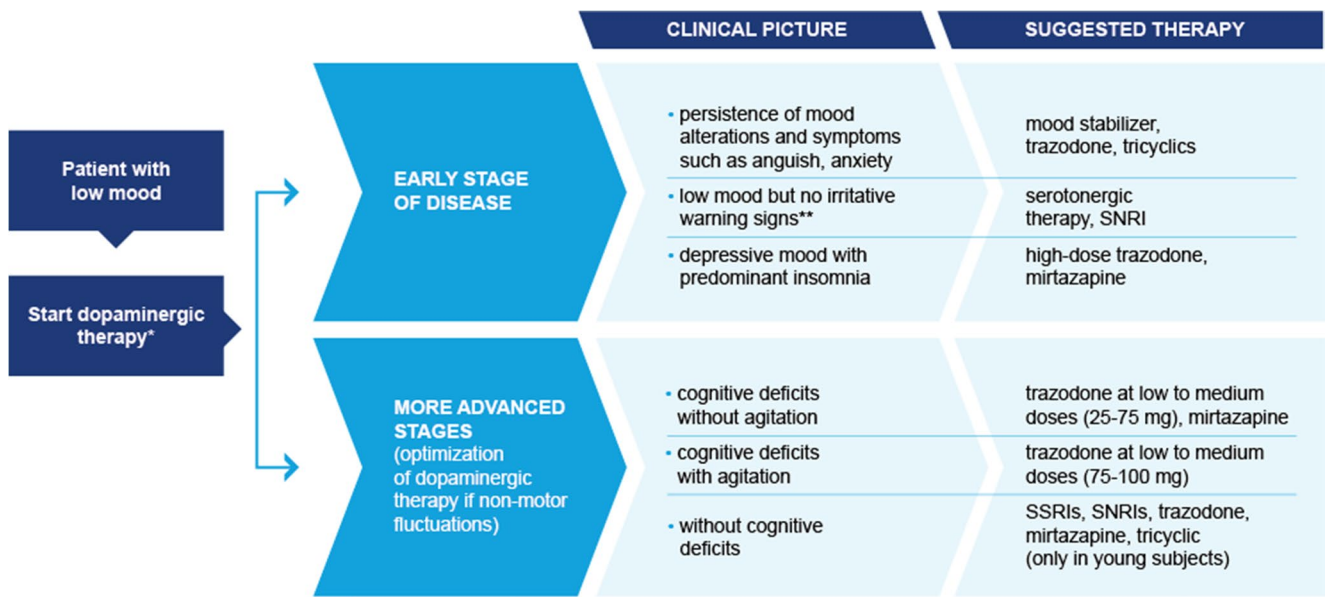 CLINICAL PICTURE
SUGGESTED THERAPY
Patient with
low mood
Start dopaminergic
therapy*
EARLY STAGE
OF DISEASE
• persistence of mood
alterations and symptoms
such as anguish, anxiety
mood stabilizer,
trazodone, tricyclics
• low mood but no irritative
warning signs**
serotonergic
therapy, SNRI
• depressive mood with
predominant insomnia
high-dose trazodone,
mirtazapine
MORE ADVANCED
STAGES
(optimization
of dopaminergic
therapy if non-motor
fluctuations)
• cognitive deficits
without agitation
trazodone at low to medium
doses (25-75 mg), mirtazapine
• cognitive deficits
with agitation
trazodone at low to medium
doses (75-100 mg)
• without cognitive
deficits
SSRIs, SNRIs, trazodone,
mirtazapine, tricyclic
(only in young subjects)